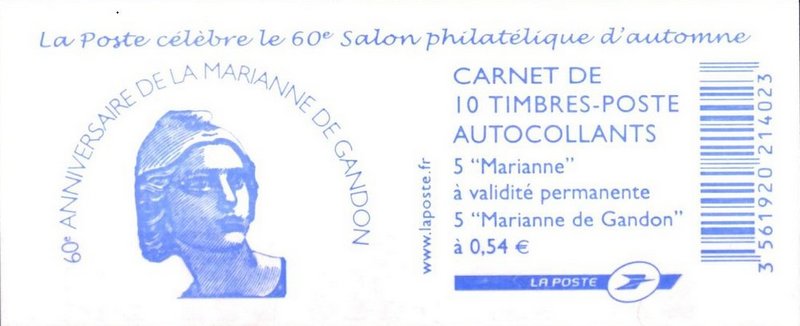 La Poste célèbre le 60e Salon philatélique d'automne
60e ANNIVERSAIRE DE LA MARIANNE DE GANDON
CARNET DE
10 TIMBRES-POSTE
AUTOCOLLANTS
5 "Marianne"
à validité permanente
5 "Marianne de Gandon"
à 0,54 €
www.laposte.fr
LA POSTE
3 561920 214023